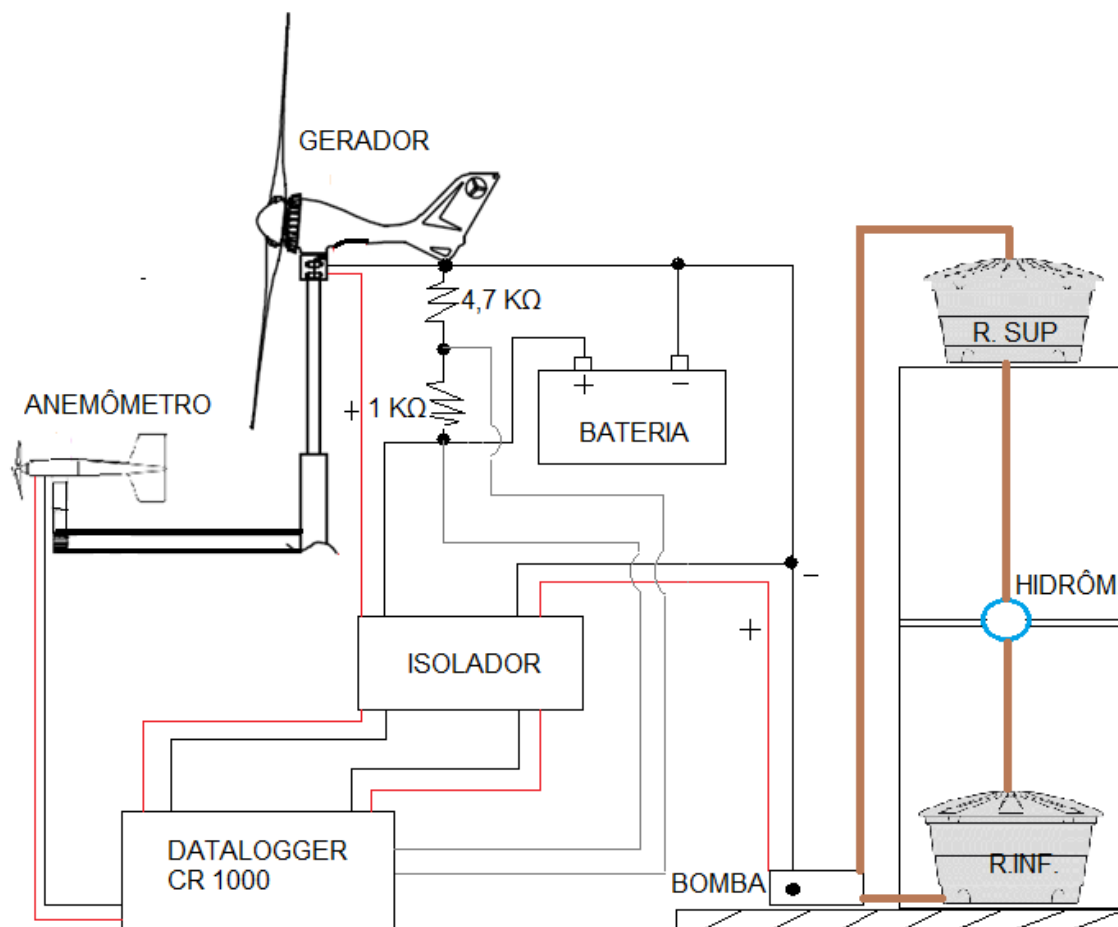 GERADOR
4,7 KΩ
R. SUP
ANEMÔMETRO
+
1 KΩ
+
−
BATERIA
−
HIDRÔM
+
ISOLADOR
DATALOGGER
CR 1000
BOMBA
R.INF.